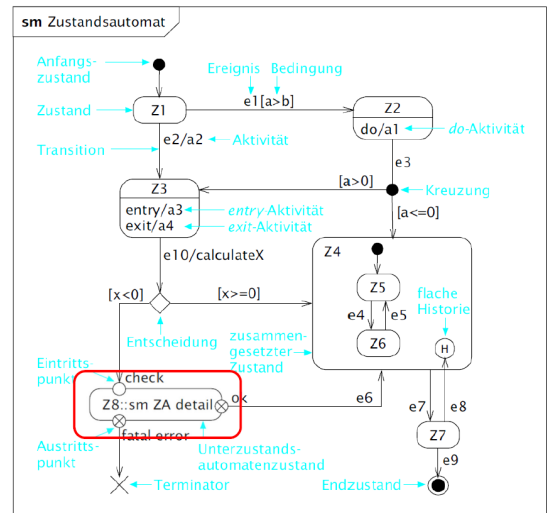 sm Zustandsautomat
Anfangs-
zustand
Ereignis Bedingung
Zustand
Z1
e1[a>b]
Z2
do/a1
do-Aktivität
e2/a2
Aktivität
Transition
e3
Z3
[a>0]
Kreuzung
entry/a3
entry-Aktivität
exit/a4
exit-Aktivität
[a<=0]
e10/calculateX
Z4
Z5
flache
Historie
[x<0]
[x>=0]
e4
e5
Entscheidung
zusammen-
gesetzter
Zustand
Z6
H
Eintritts-
punkt
check
Z8::sm ZA detail
ok
e6
e7
e8
Z7
Austritts-
punkt
fatal error
Unterzustands-
automatenzustand
e9
Terminator
Endzustand